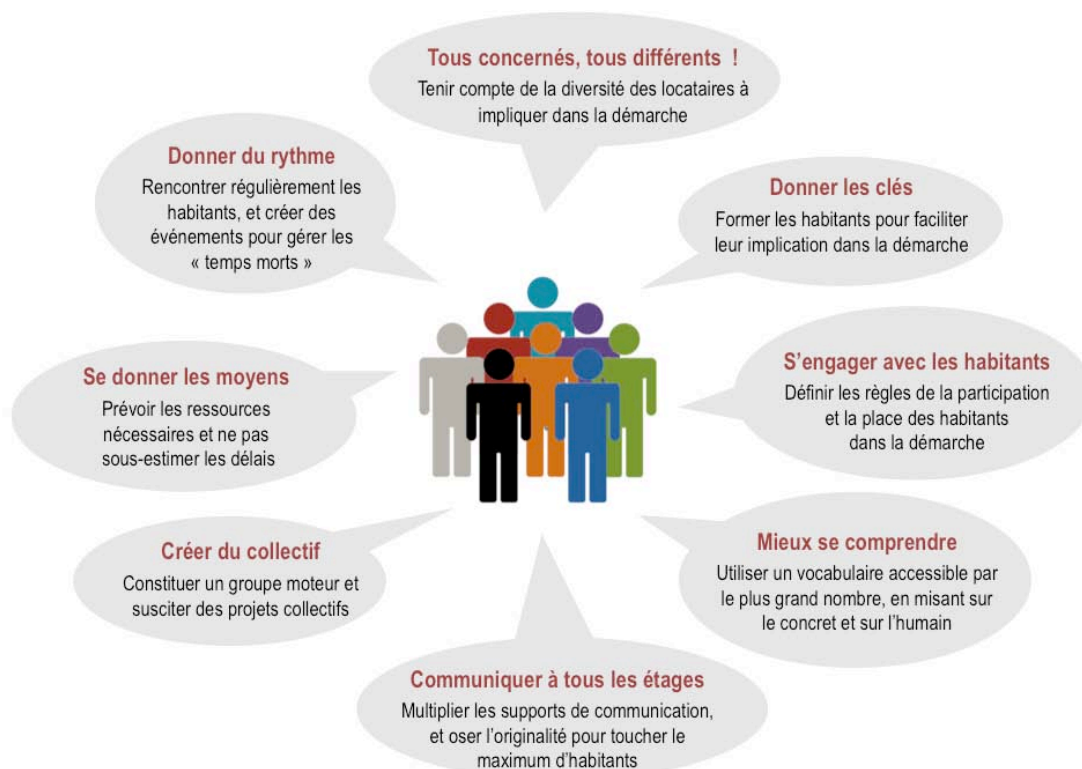 Tous concernés, tous différents !
Tenir compte de la diversité des locataires à
impliquer dans la démarche
Donner du rythme
Rencontrer régulièrement les
habitants, et créer des
événements pour gérer les
« temps morts »
Donner les clés
Former les habitants pour faciliter
leur implication dans la démarche
Se donner les moyens
Prévoir les ressources
nécessaires et ne pas
sous-estimer les délais
S'engager avec les habitants
Définir les règles de la participation
et la place des habitants
dans la démarche
Créer du collectif
Constituer un groupe moteur et
susciter des projets collectifs
Mieux se comprendre
Utiliser un vocabulaire accessible par
le plus grand nombre, en misant sur
le concret et sur l'humain
Communiquer à tous les étages
Multiplier les supports de communication,
et oser l'originalité pour toucher le
maximum d'habitants